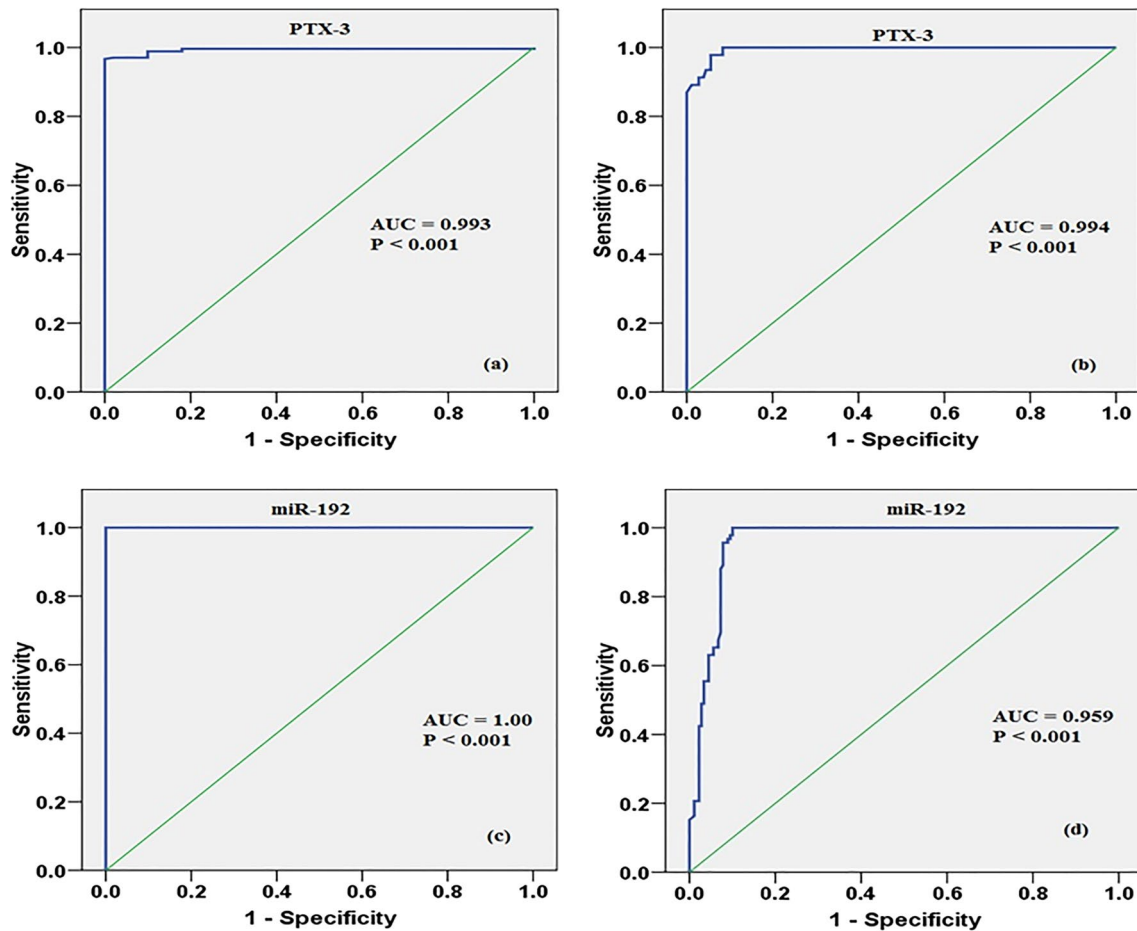 PTX-3
1.0
0.8
0.6
0.4
0.2
0.0
Sensitivity
AUC = 0.993
P < 0.001
(a)
0.0 0.2 0.4 0.6 0.8 1.0
1 - Specificity
PTX-3
1.0
0.8
0.6
0.4
0.2
0.0
Sensitivity
AUC = 0.994
P < 0.001
(b)
0.0 0.2 0.4 0.6 0.8 1.0
1 - Specificity
miR-192
1.0
0.8
0.6
0.4
0.2
0.0
Sensitivity
AUC = 1.00
P < 0.001
(c)
0.0 0.2 0.4 0.6 0.8 1.0
1 - Specificity
miR-192
1.0
0.8
0.6
0.4
0.2
0.0
Sensitivity
AUC = 0.959
P < 0.001
(d)
0.0 0.2 0.4 0.6 0.8 1.0
1 - Specificity